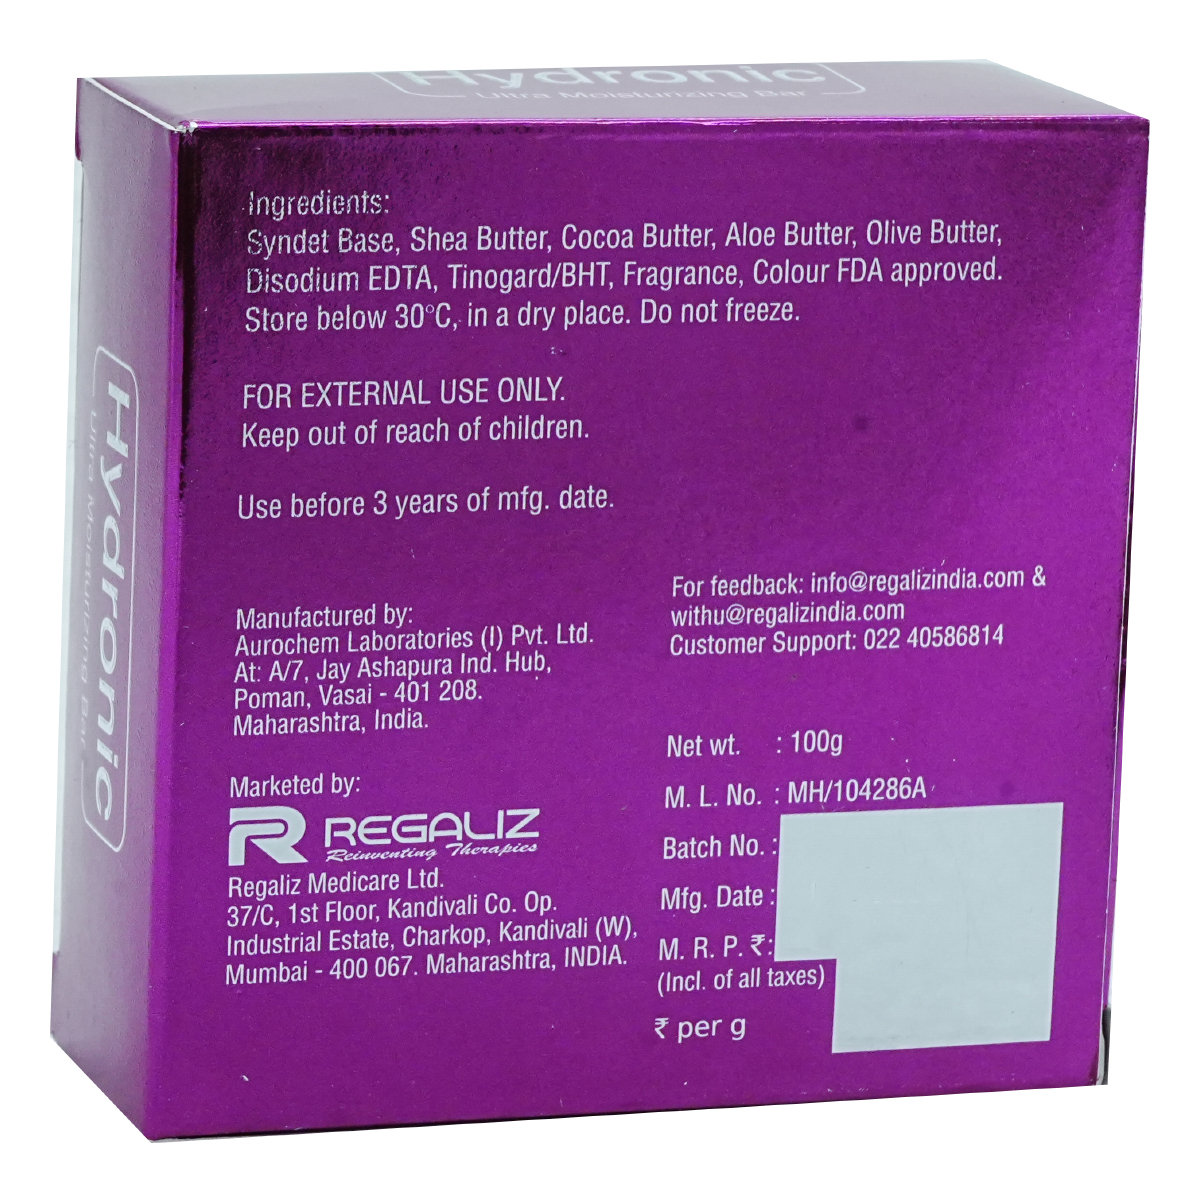 Hydronic
Ultra Moisturizing Bar
Hydronic
Ultra Moisturizing Bar
Ingredients:
Syndet Base, Shea Butter, Cocoa Butter, Aloe Butter, Olive Butter,
Disodium EDTA, Tinogard/BHT, Fragrance, Colour FDA approved.
Store below 30°C, in a dry place. Do not freeze.
FOR EXTERNAL USE ONLY.
Keep out of reach of children.
Use before 3 years of mfg. date.
Manufactured by:
Aurochem Laboratories (I) Pvt. Ltd.
At: A/7, Jay Ashapura Ind. Hub,
Poman, Vasai - 401 208.
Maharashtra, India.
Marketed by:
R REGALIZ
Reinventing Therapies
Regaliz Medicare Ltd.
37/C, 1st Floor, Kandivali Co. Op.
Industrial Estate, Charkop, Kandivali (W),
Mumbai - 400 067. Maharashtra, INDIA.
For feedback: info@regalizindia.com &
withu@regalizindia.com
Customer Support: 022 40586814
Net wt. : 100g
M. L. No. : MH/104286A
Batch No. :
Mfg. Date :
M. R. P. ₹:
(Incl. of all taxes)
₹ per g